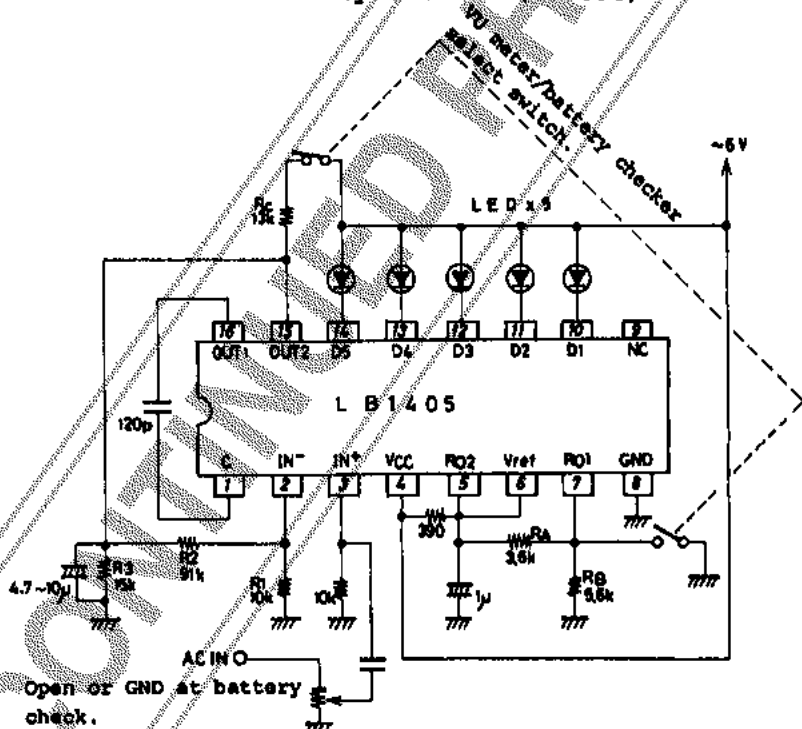 VU meter/battery checker
select switch.
~6V
Rc
13k
LED x 5
16 15 14 13 12 11 10 9
OUT1 OUT2 D5 D4 D3 D2 D1 NC
LB1405
120p
C IN- IN+ VCC RO2 Vref RO1 GND
1 2 3 4 5 6 7 8
390
RA
3.6k
R2
91k
4.7~10μ
R3
15k
R1
10k
10k
1μ
RB
5.6k
AC IN
Open or GND at battery
check.